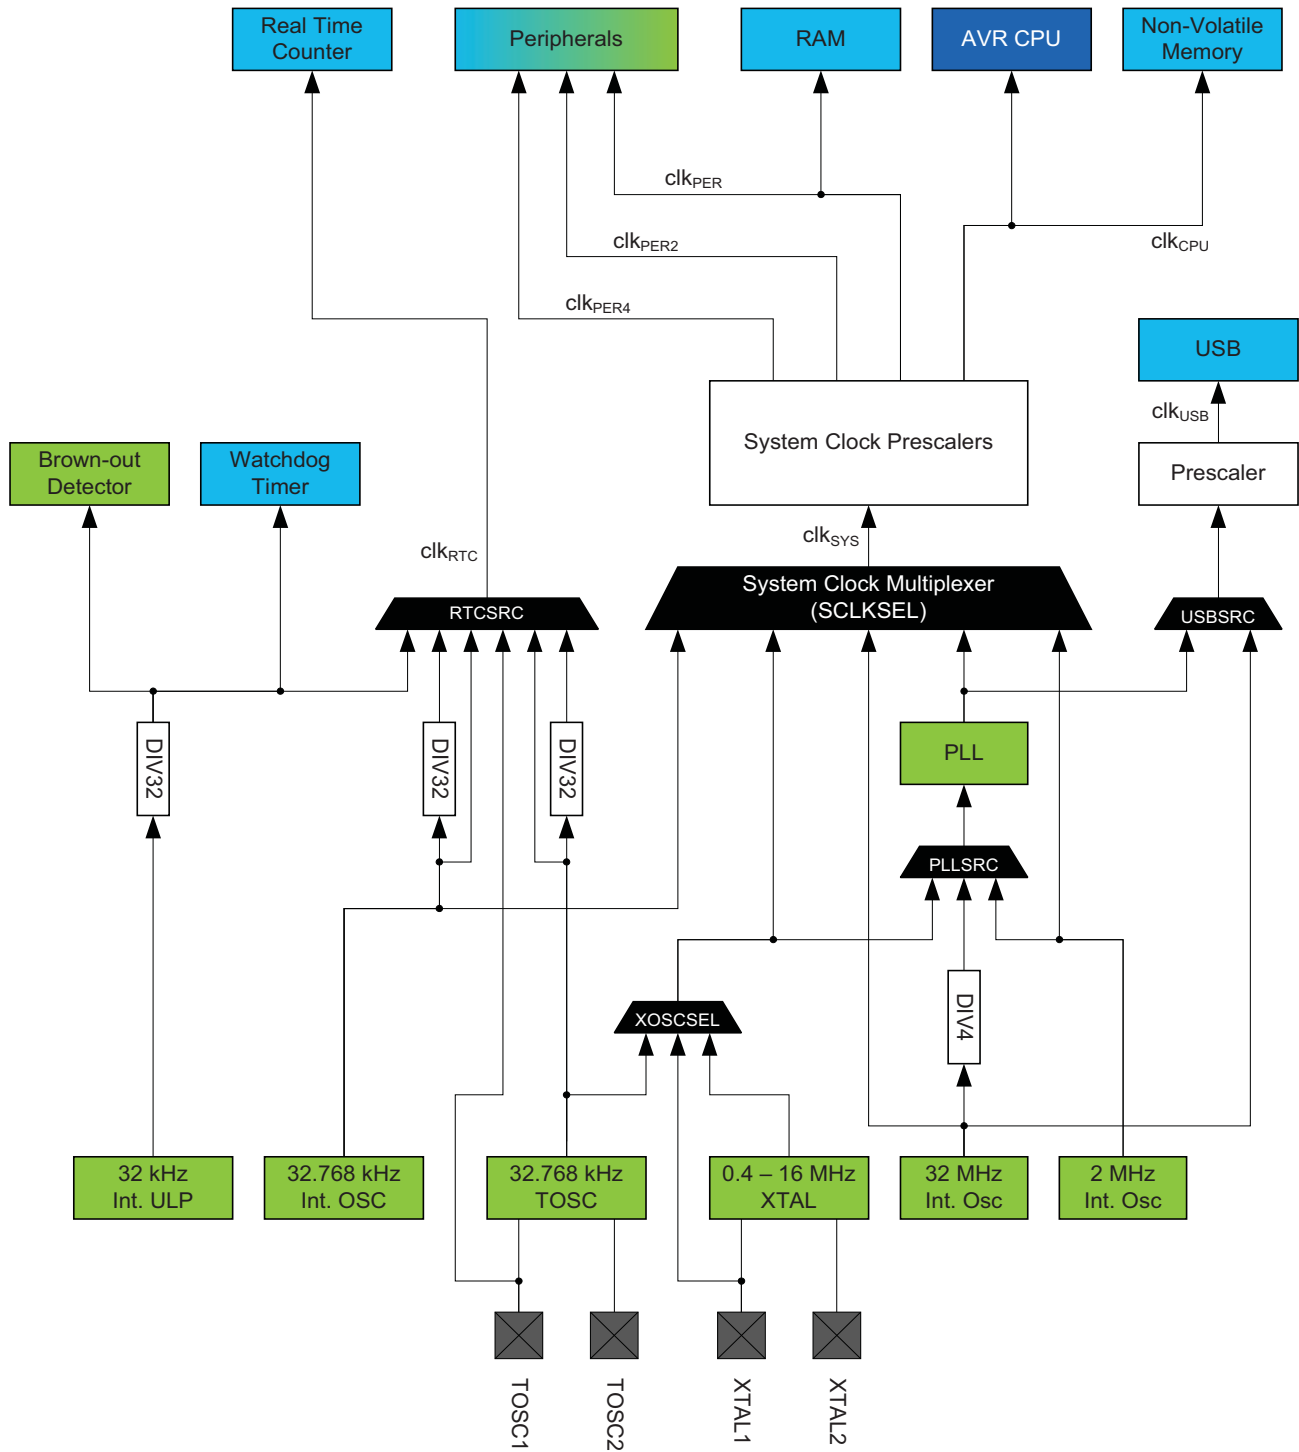 Real Time
Counter
Peripherals
RAM
AVR CPU
Non-Volatile
Memory
clkPER
clkPER2
clkCPU
clkPER4
USB
clkUSB
System Clock Prescalers
Prescaler
Brown-out
Detector
Watchdog
Timer
clkSYS
clkRTC
System Clock Multiplexer
(SCLKSEL)
RTCSRC
USBSRC
DIV32
DIV32
DIV32
PLL
PLLSRC
DIV4
XOSCSEL
32 kHz
Int. ULP
32.768 kHz
Int. OSC
32.768 kHz
TOSC
0.4 – 16 MHz
XTAL
32 MHz
Int. Osc
2 MHz
Int. Osc
TOSC1
TOSC2
XTAL1
XTAL2